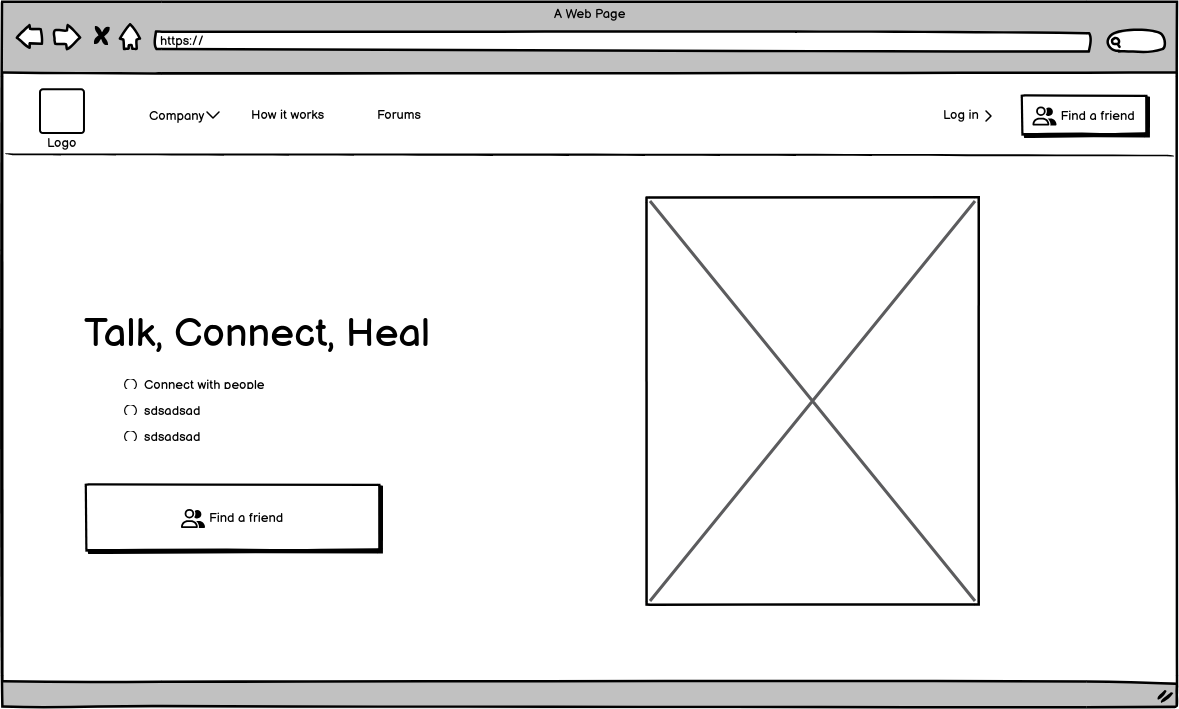 A Web Page
https://
Logo
Company
How it works
Forums
Log in
Find a friend
Talk, Connect, Heal
Connect with people
sdsadsad
sdsadsad
Find a friend